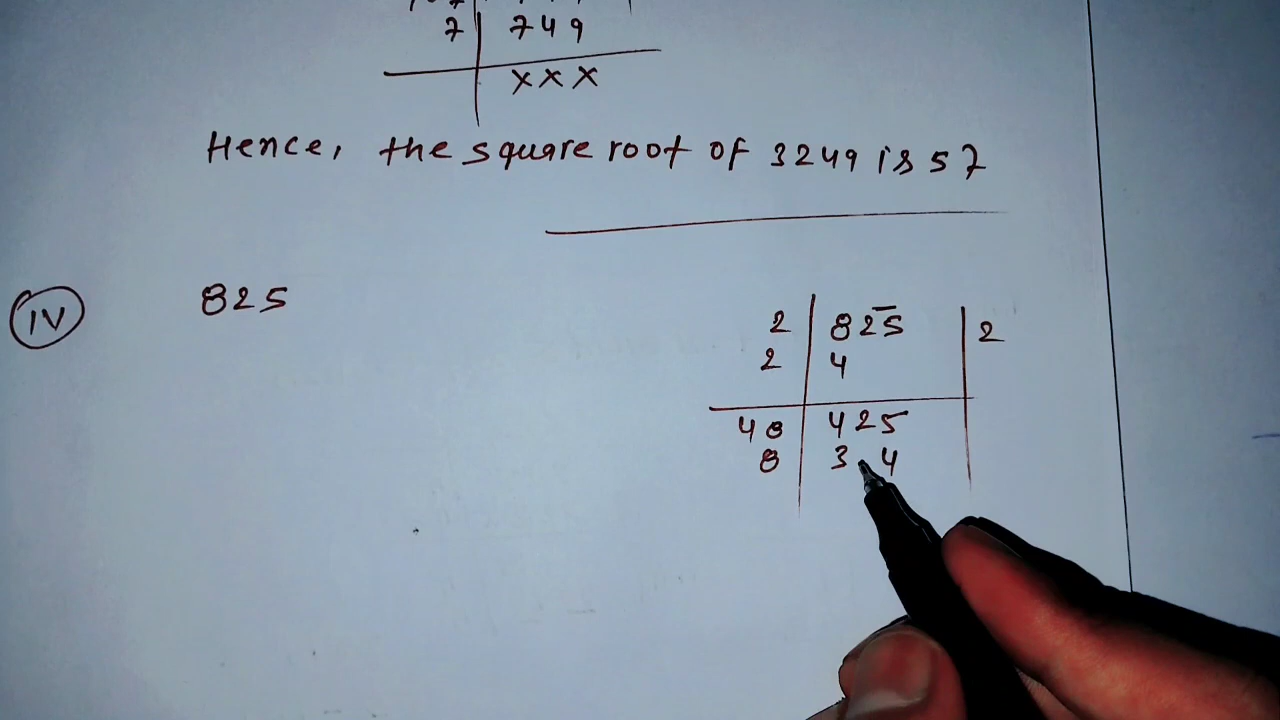 7 749
xxx
Hence, the square root of 3249 is 57
IV 825
2 825 2
2 4
48 425
8 3 4